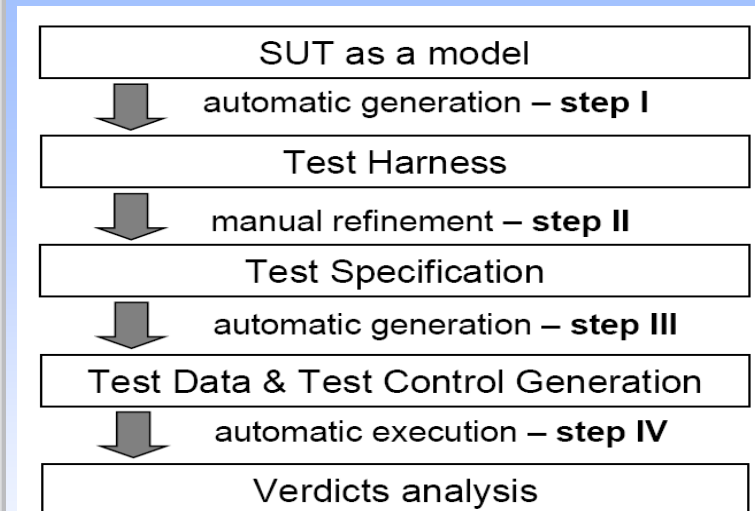 SUT as a model
automatic generation – step I
Test Harness
manual refinement – step II
Test Specification
automatic generation – step III
Test Data & Test Control Generation
automatic execution – step IV
Verdicts analysis